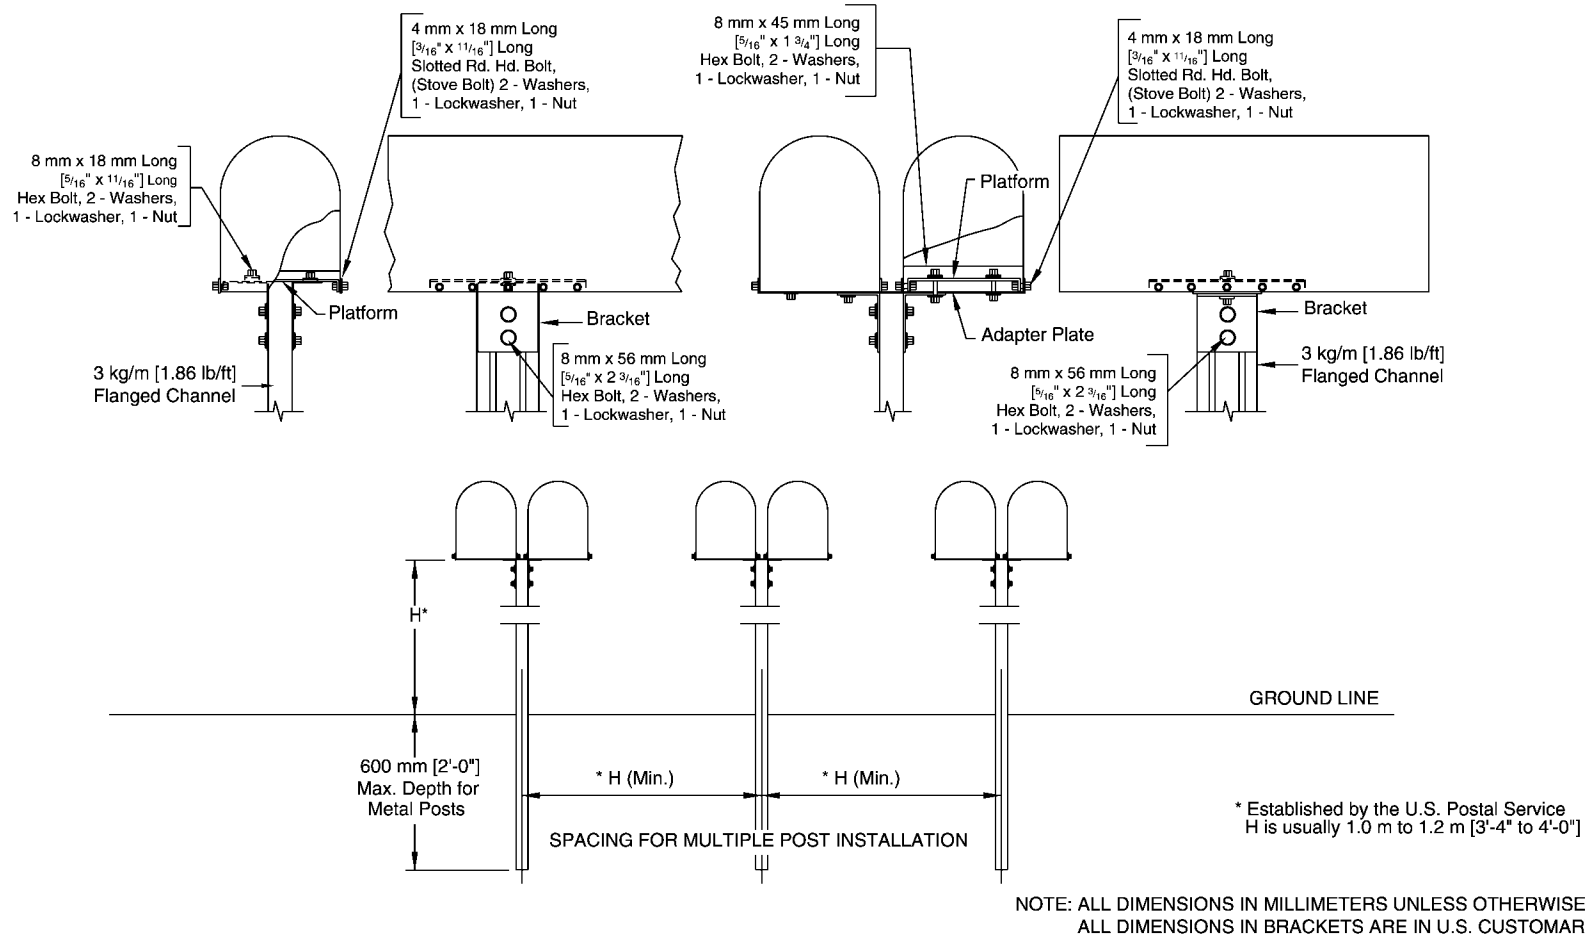 4 mm x 18 mm Long
[3/16" x 11/16"] Long
Slotted Rd. Hd. Bolt,
(Stove Bolt) 2 - Washers,
1 - Lockwasher, 1 - Nut
8 mm x 45 mm Long
[5/16" x 1 3/4"] Long
Hex Bolt, 2 - Washers,
1 - Lockwasher, 1 - Nut
4 mm x 18 mm Long
[3/16" x 11/16"] Long
Slotted Rd. Hd. Bolt,
(Stove Bolt) 2 - Washers,
1 - Lockwasher, 1 - Nut
8 mm x 18 mm Long
[5/16" x 11/16"] Long
Hex Bolt, 2 - Washers,
1 - Lockwasher, 1 - Nut
Platform
Platform
Bracket
Adapter Plate
Bracket
3 kg/m [1.86 lb/ft]
Flanged Channel
8 mm x 56 mm Long
[5/16" x 2 3/16"] Long
Hex Bolt, 2 - Washers,
1 - Lockwasher, 1 - Nut
8 mm x 56 mm Long
[5/16" x 2 3/16"] Long
Hex Bolt, 2 - Washers,
1 - Lockwasher, 1 - Nut
3 kg/m [1.86 lb/ft]
Flanged Channel
H*
GROUND LINE
600 mm [2'-0"]
Max. Depth for
Metal Posts
* H (Min.)
* H (Min.)
SPACING FOR MULTIPLE POST INSTALLATION
* Established by the U.S. Postal Service
H is usually 1.0 m to 1.2 m [3'-4" to 4'-0"]
NOTE: ALL DIMENSIONS IN MILLIMETERS UNLESS OTHERWISE
ALL DIMENSIONS IN BRACKETS ARE IN U.S. CUSTOMAR